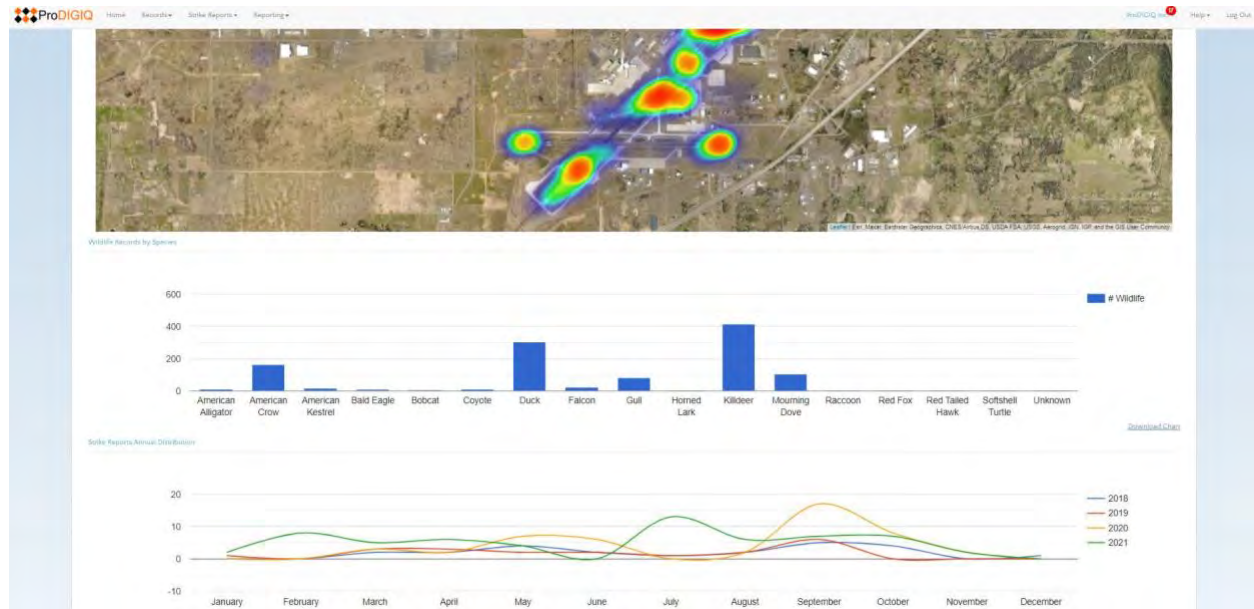 ProDIGIQ Home Records Strike Reports Reporting Help Log Out
Wildlife Records by Species
600
# Wildlife
400
200
0
American Alligator American Crow American Kestrel Bald Eagle Bobcat Coyote Duck Falcon Gull Horned Lark Killdeer Mourning Dove Raccoon Red Fox Red Tailed Hawk Softshell Turtle Unknown
Download Chart
Strike Reports Annual Distribution
20
2018
2019
10
2020
2021
0
-10
January February March April May June July August September October November December